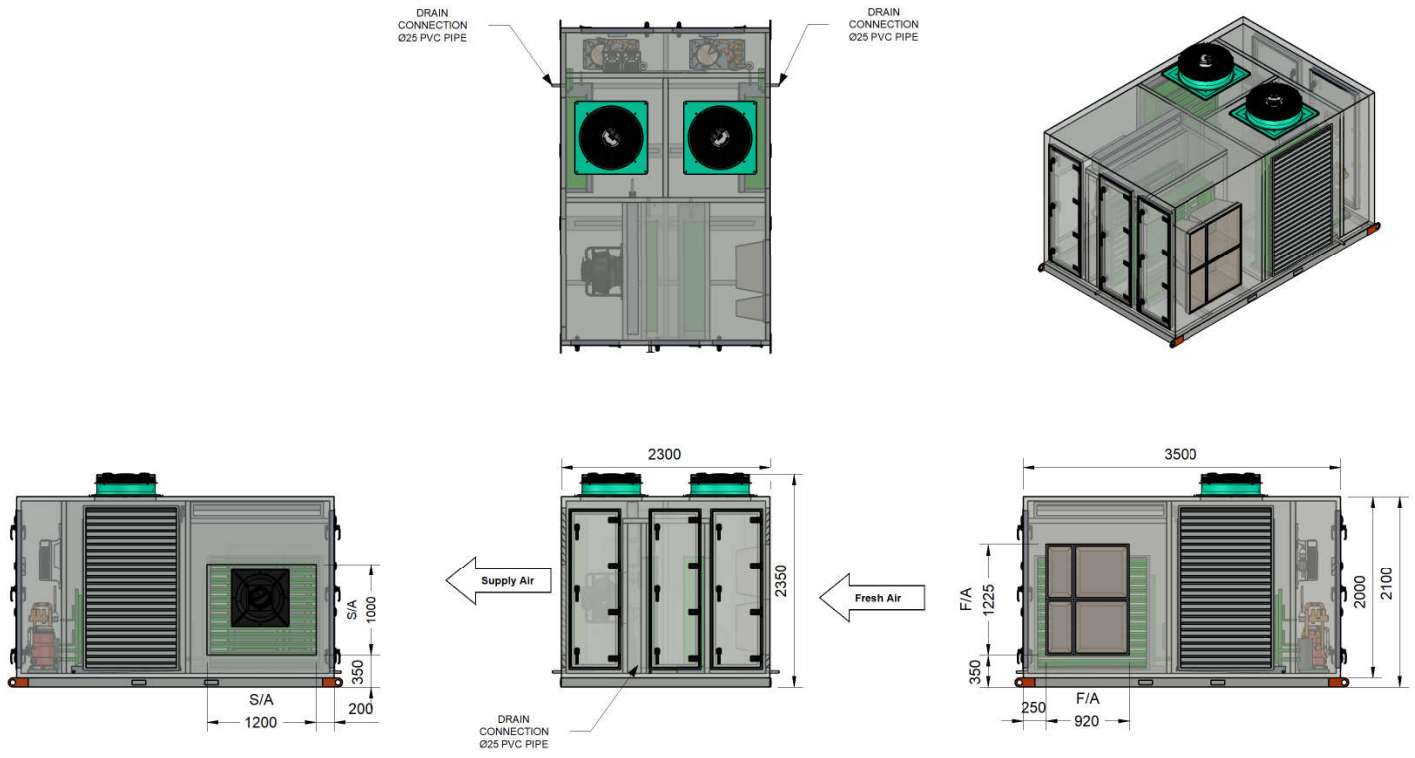 DRAIN
CONNECTION
Ø25 PVC PIPE
DRAIN
CONNECTION
Ø25 PVC PIPE
2300
3500
Supply Air
Fresh Air
S/A
1000
350
S/A
1200
200
2350
DRAIN
CONNECTION
Ø25 PVC PIPE
F/A
1225
350
250
F/A
920
2000
2100